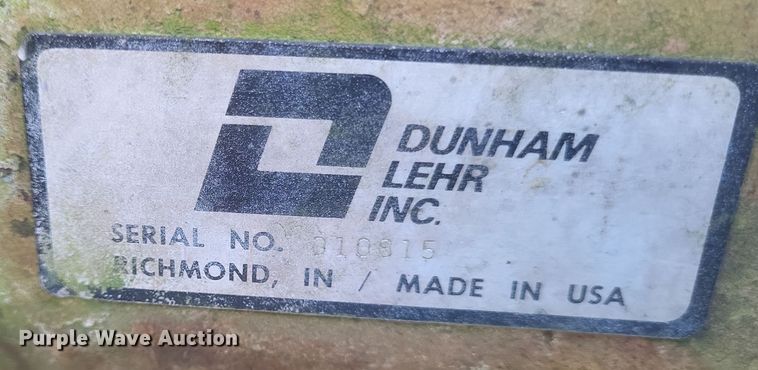 DUNHAM
LEHR
INC.
SERIAL NO. 010815
RICHMOND, IN / MADE IN USA
Purple Wave Auction